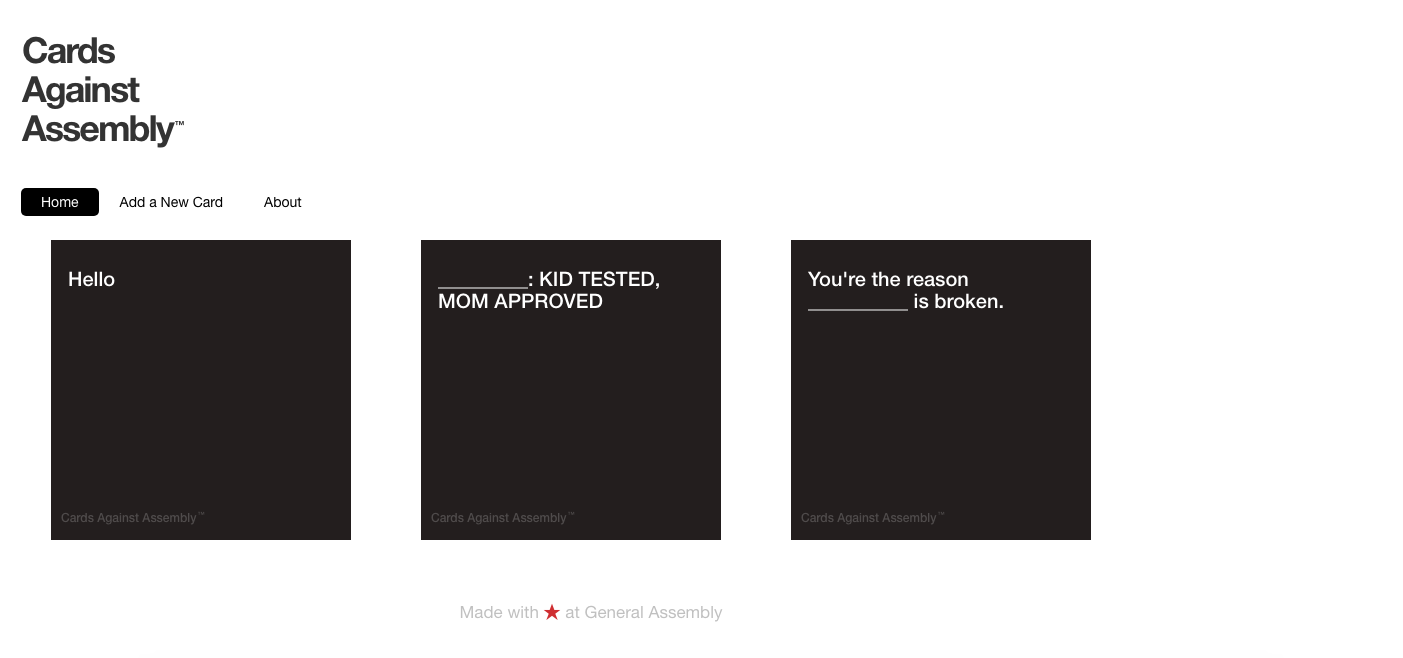 Cards
Against
Assembly™
Home Add a New Card About
Hello
_________: KID TESTED,
MOM APPROVED
You're the reason
__________ is broken.
Cards Against Assembly™ Cards Against Assembly™ Cards Against Assembly™
Made with ★ at General Assembly